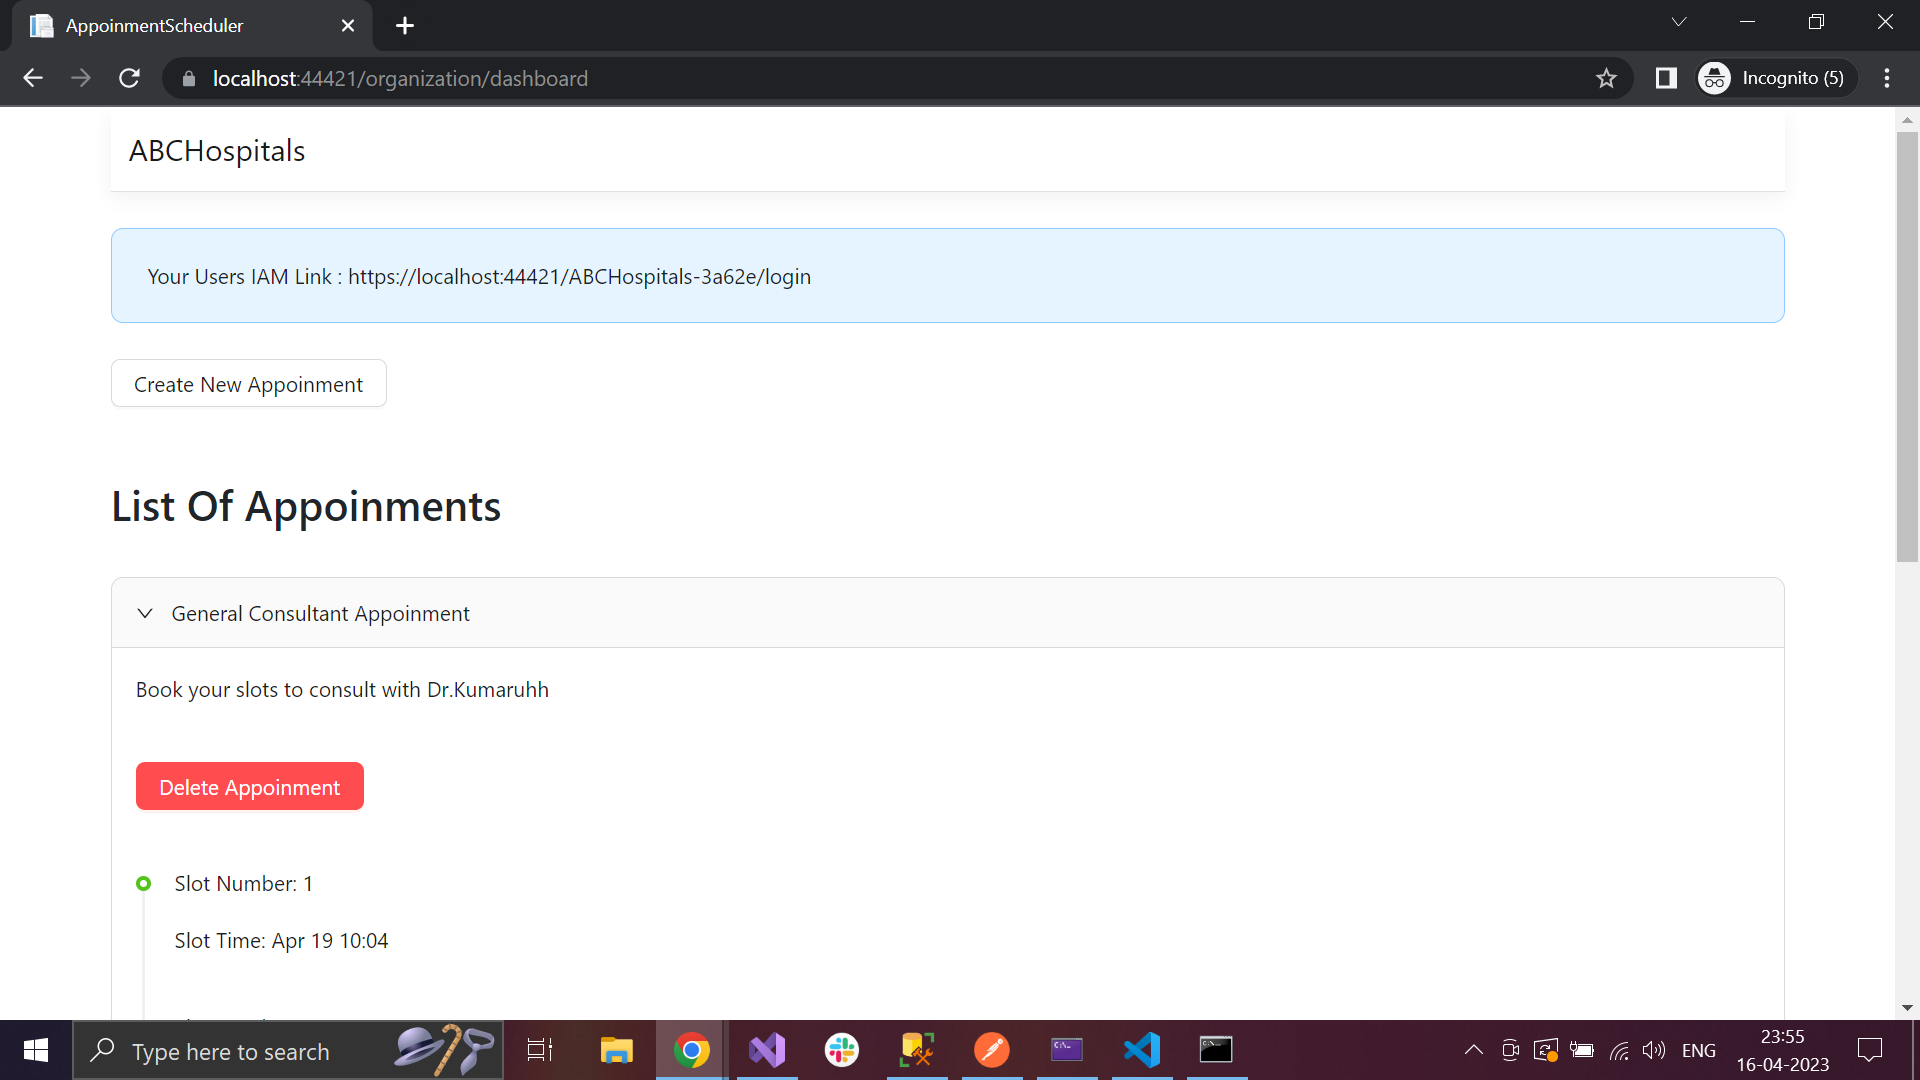 AppoinmentScheduler
localhost:44421/organization/dashboard
Incognito (5)
ABCHospitals
Your Users IAM Link : https://localhost:44421/ABCHospitals-3a62e/login
Create New Appoinment
List Of Appoinments
General Consultant Appoinment
Book your slots to consult with Dr.Kumaruhh
Delete Appoinment
Slot Number: 1
Slot Time: Apr 19 10:04
Type here to search
ENG
23:55
16-04-2023